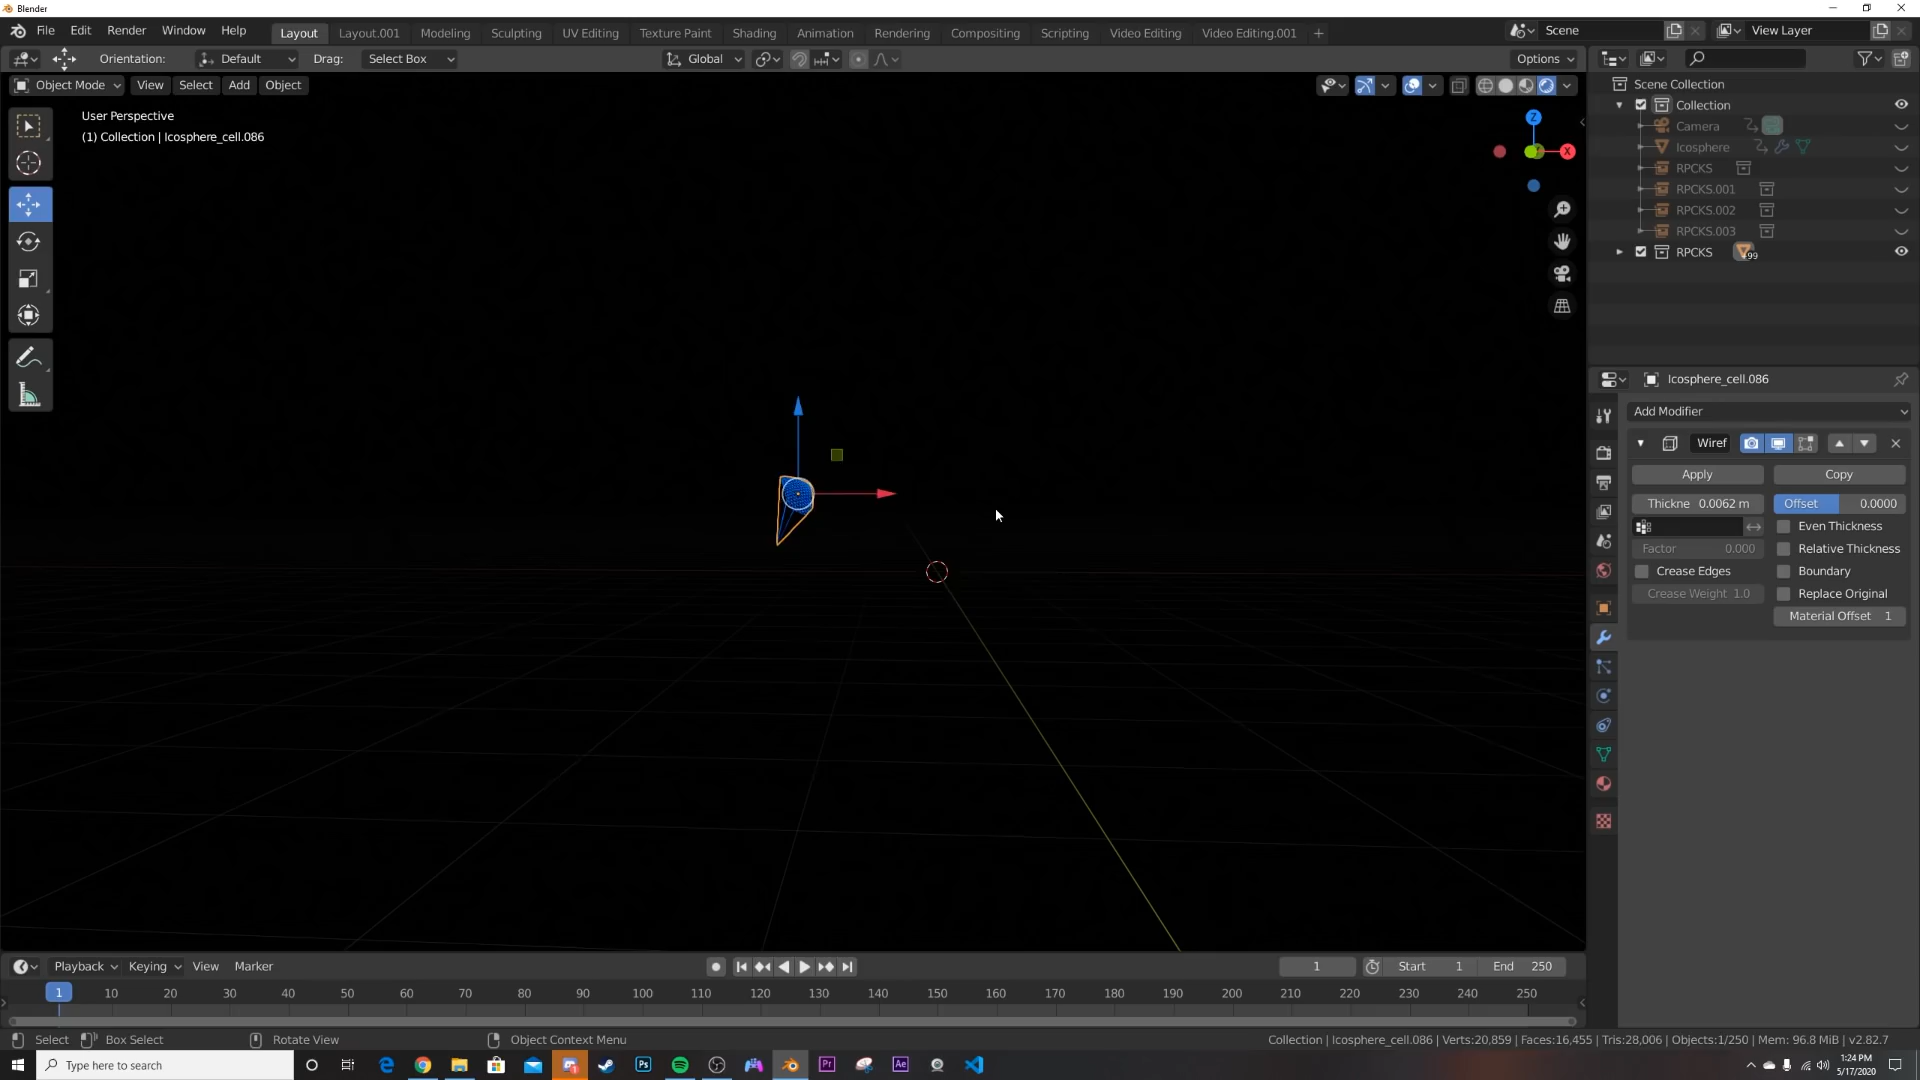 Blender
File Edit Render Window Help Layout Layout.001 Modeling Sculpting UV Editing Texture Paint Shading Animation Rendering Compositing Scripting Video Editing Video Editing.001 + Scene View Layer
Orientation: Default Drag: Select Box Global Options
Object Mode View Select Add Object
User Perspective
(1) Collection | Icosphere_cell.086
Z
X
Scene Collection
Collection
Camera
Icosphere
RPCKS
RPCKS.001
RPCKS.002
RPCKS.003
RPCKS +99
Icosphere_cell.086
Add Modifier
Wiref
Apply Copy
Thickne 0.0062 m Offset 0.0000
Even Thickness
Factor 0.000 Relative Thickness
Crease Edges Boundary
Crease Weight 1.0 Replace Original
Material Offset 1
Playback Keying View Marker 1 Start 1 End 250
1 10 20 30 40 50 60 70 80 90 100 110 120 130 140 150 160 170 180 190 200 210 220 230 240 250
Select Box Select Rotate View Object Context Menu Collection | Icosphere_cell.086 | Verts:20,859 | Faces:16,455 | Tris:28,006 | Objects:1/250 | Mem: 96.8 MiB | v2.82.7
Type here to search Ps Pr Ae 1:24 PM
5/17/2020